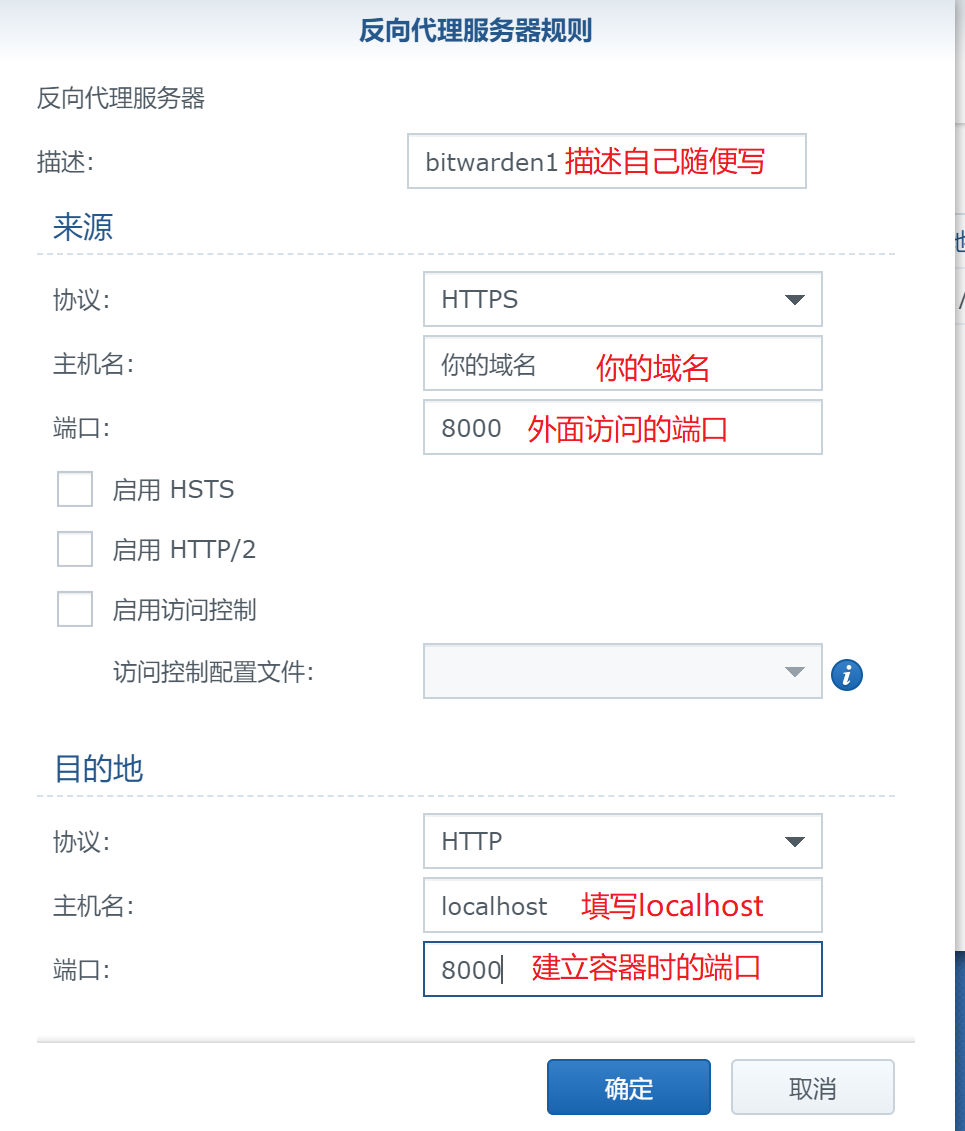 反向代理服务器规则
反向代理服务器
描述: bitwarden1 描述自己随便写
来源
协议: HTTPS
主机名: 你的域名 你的域名
端口: 8000 外面访问的端口
启用 HSTS
启用 HTTP/2
启用访问控制
访问控制配置文件:
i
目的地
协议: HTTP
主机名: localhost 填写localhost
端口: 8000 建立容器时的端口
确定 取消